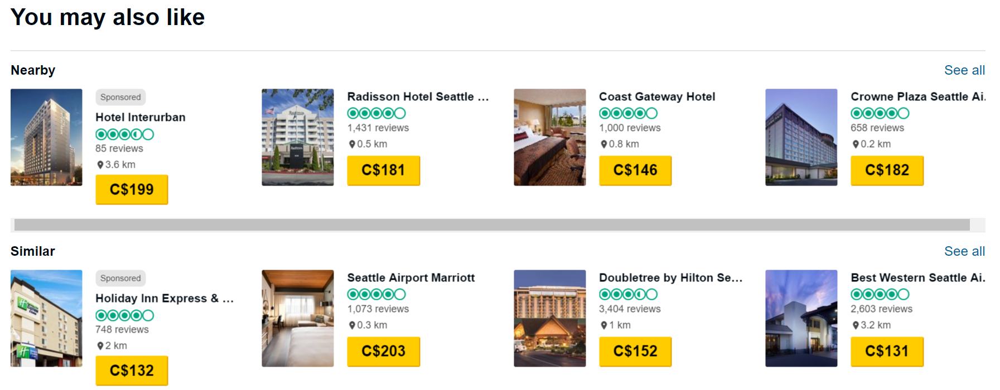 You may also like
Nearby
See all
Sponsored
Hotel Interurban
85 reviews
3.6 km
C$199
Radisson Hotel Seattle ...
1,431 reviews
0.5 km
C$181
Coast Gateway Hotel
1,000 reviews
0.8 km
C$146
Crowne Plaza Seattle Ai.
658 reviews
0.2 km
C$182
Similar
See all
Sponsored
Holiday Inn Express & ...
748 reviews
2 km
C$132
Seattle Airport Marriott
1,073 reviews
0.3 km
C$203
Doubletree by Hilton Se...
3,404 reviews
1 km
C$152
Best Western Seattle Ai.
2,603 reviews
3.2 km
C$131